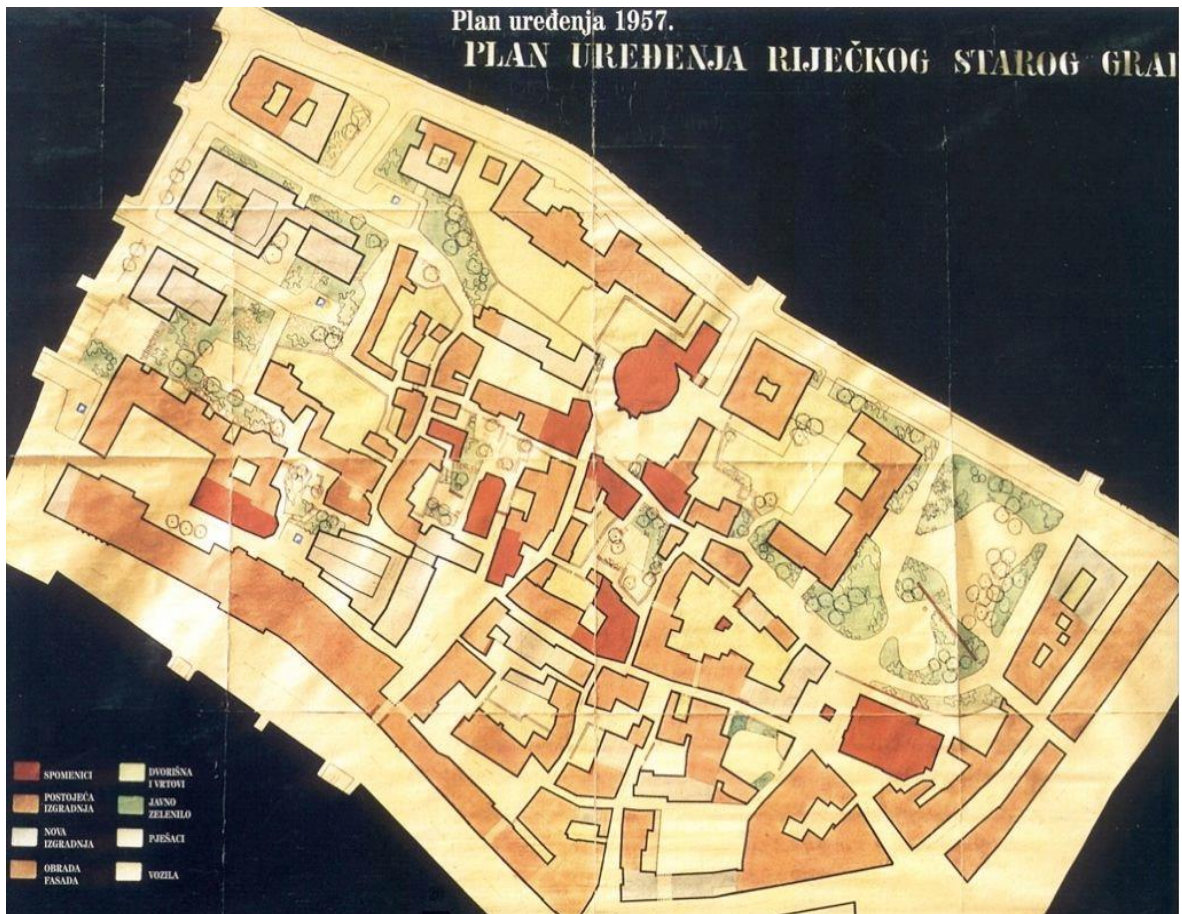 Plan uređenja 1957.
PLAN UREĐENJA RIJEČKOG STAROG GRAD
SPOMENICI
POSTOJEĆA
IZGRADNJA
NOVA
IZGRADNJA
OBRADA
FASADA
DVORIŠNA
I VRTOVI
JAVNO
ZELENILO
PJEŠACI
VOZILA